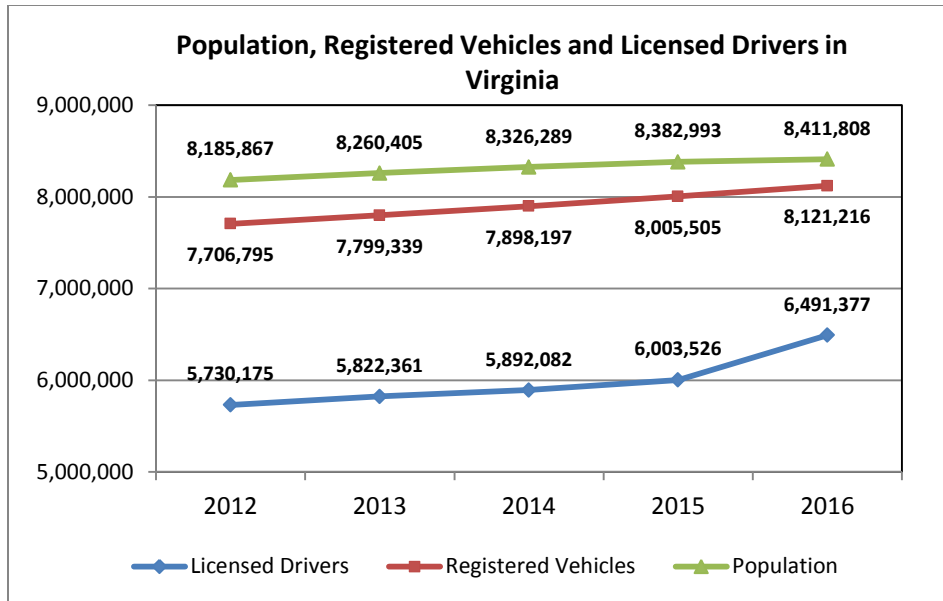 Population, Registered Vehicles and Licensed Drivers in
Virginia
9,000,000
8,185,867 8,260,405 8,326,289 8,382,993 8,411,808
8,000,000
7,706,795 7,799,339 7,898,197 8,005,505 8,121,216
7,000,000
5,730,175 5,822,361 5,892,082 6,003,526 6,491,377
6,000,000
5,000,000
2012 2013 2014 2015 2016
Licensed Drivers Registered Vehicles Population